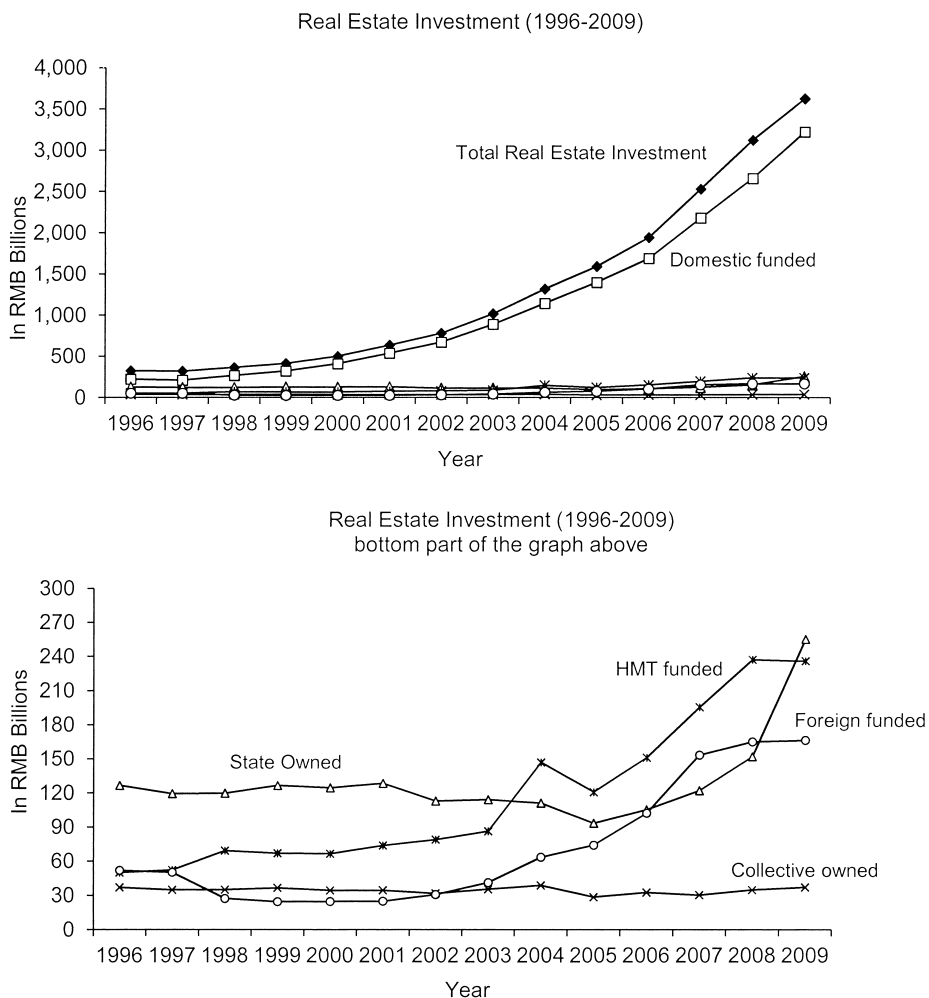 Real Estate Investment (1996-2009)
4,000
3,500
3,000
2,500
2,000
1,500
1,000
500
0
In RMB Billions
Total Real Estate Investment
Domestic funded
1996 1997 1998 1999 2000 2001 2002 2003 2004 2005 2006 2007 2008 2009
Year
Real Estate Investment (1996-2009)
bottom part of the graph above
300
270
240
210
180
150
120
90
60
30
0
In RMB Billions
HMT funded
Foreign funded
State Owned
Collective owned
1996 1997 1998 1999 2000 2001 2002 2003 2004 2005 2006 2007 2008 2009
Year